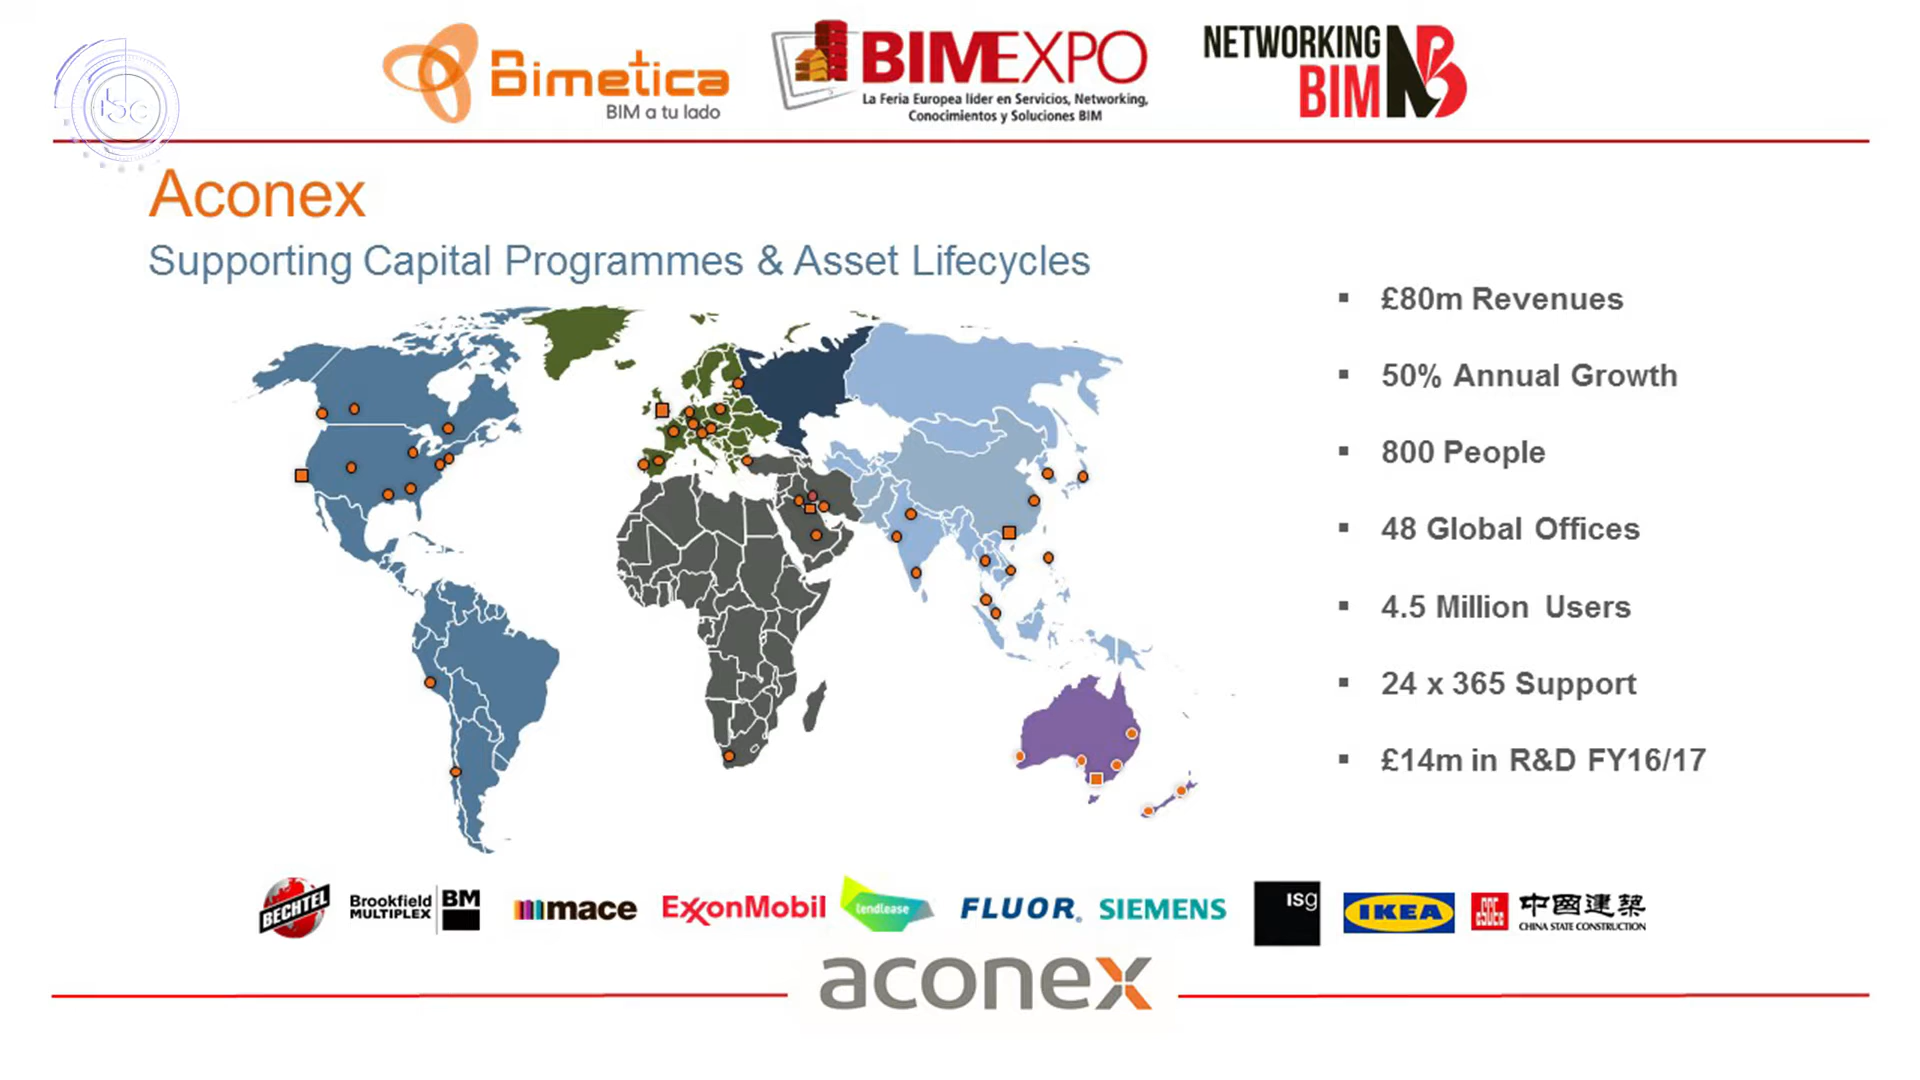 Bimetica
BIM a tu lado
BIMEXPO
La Feria Europea líder en Servicios, Networking,
Conocimientos y Soluciones BIM
NETWORKING
BIM
Aconex
Supporting Capital Programmes & Asset Lifecycles
£80m Revenues
50% Annual Growth
800 People
48 Global Offices
4.5 Million Users
24 x 365 Support
£14m in R&D FY16/17
BECHTEL
Brookfield
MULTIPLEX
BM
mace
ExxonMobil
lendlease
FLUOR
SIEMENS
isg
IKEA
中國建築
CHINA STATE CONSTRUCTION
aconex